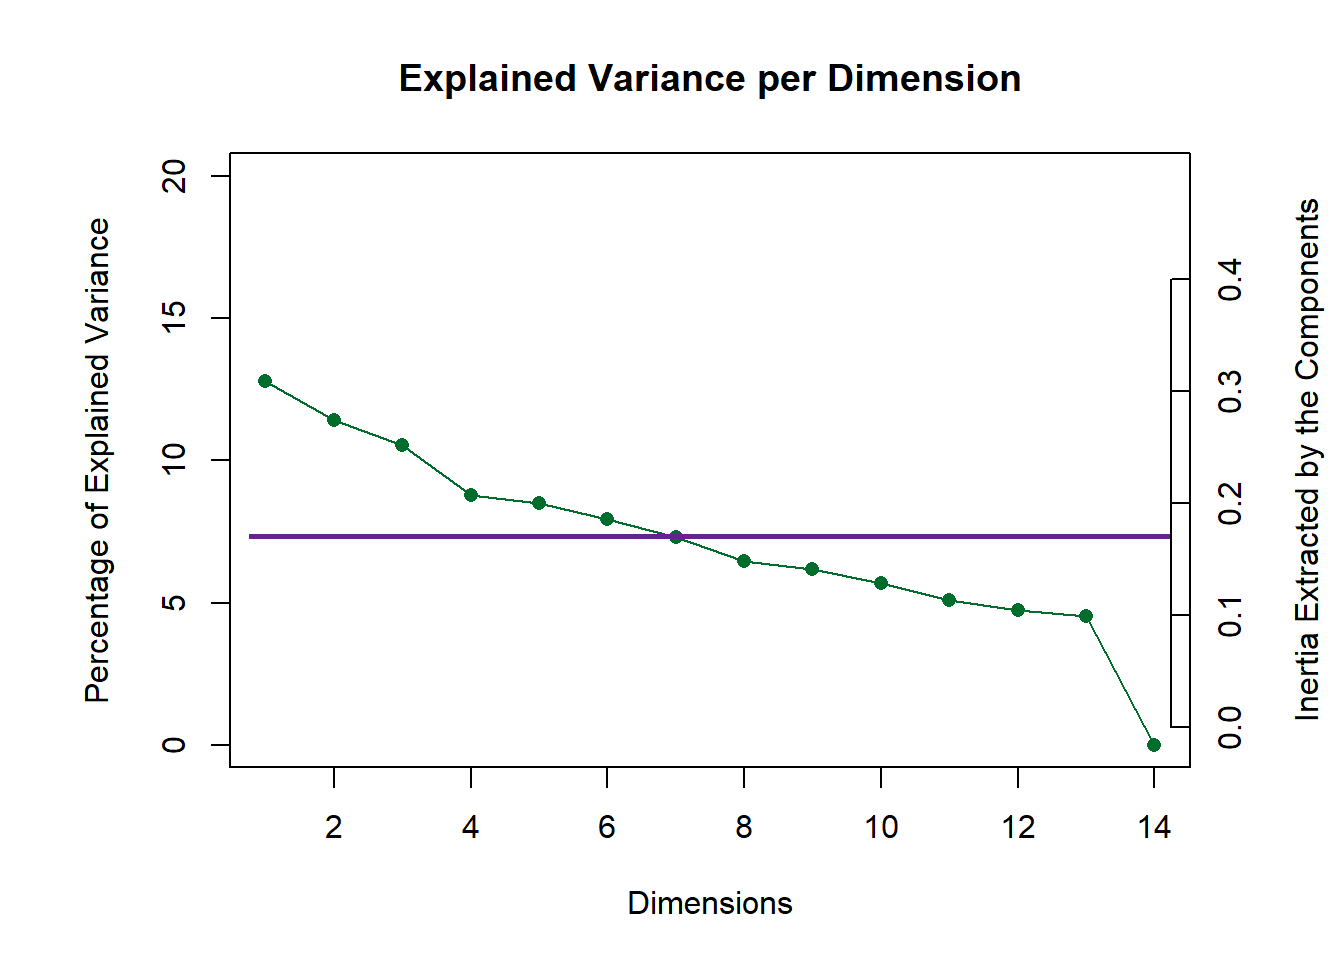 Explained Variance per Dimension
Percentage of Explained Variance
20
15
10
5
0
0.4
0.3
0.2
0.1
0.0
Inertia Extracted by the Components
2 4 6 8 10 12 14
Dimensions